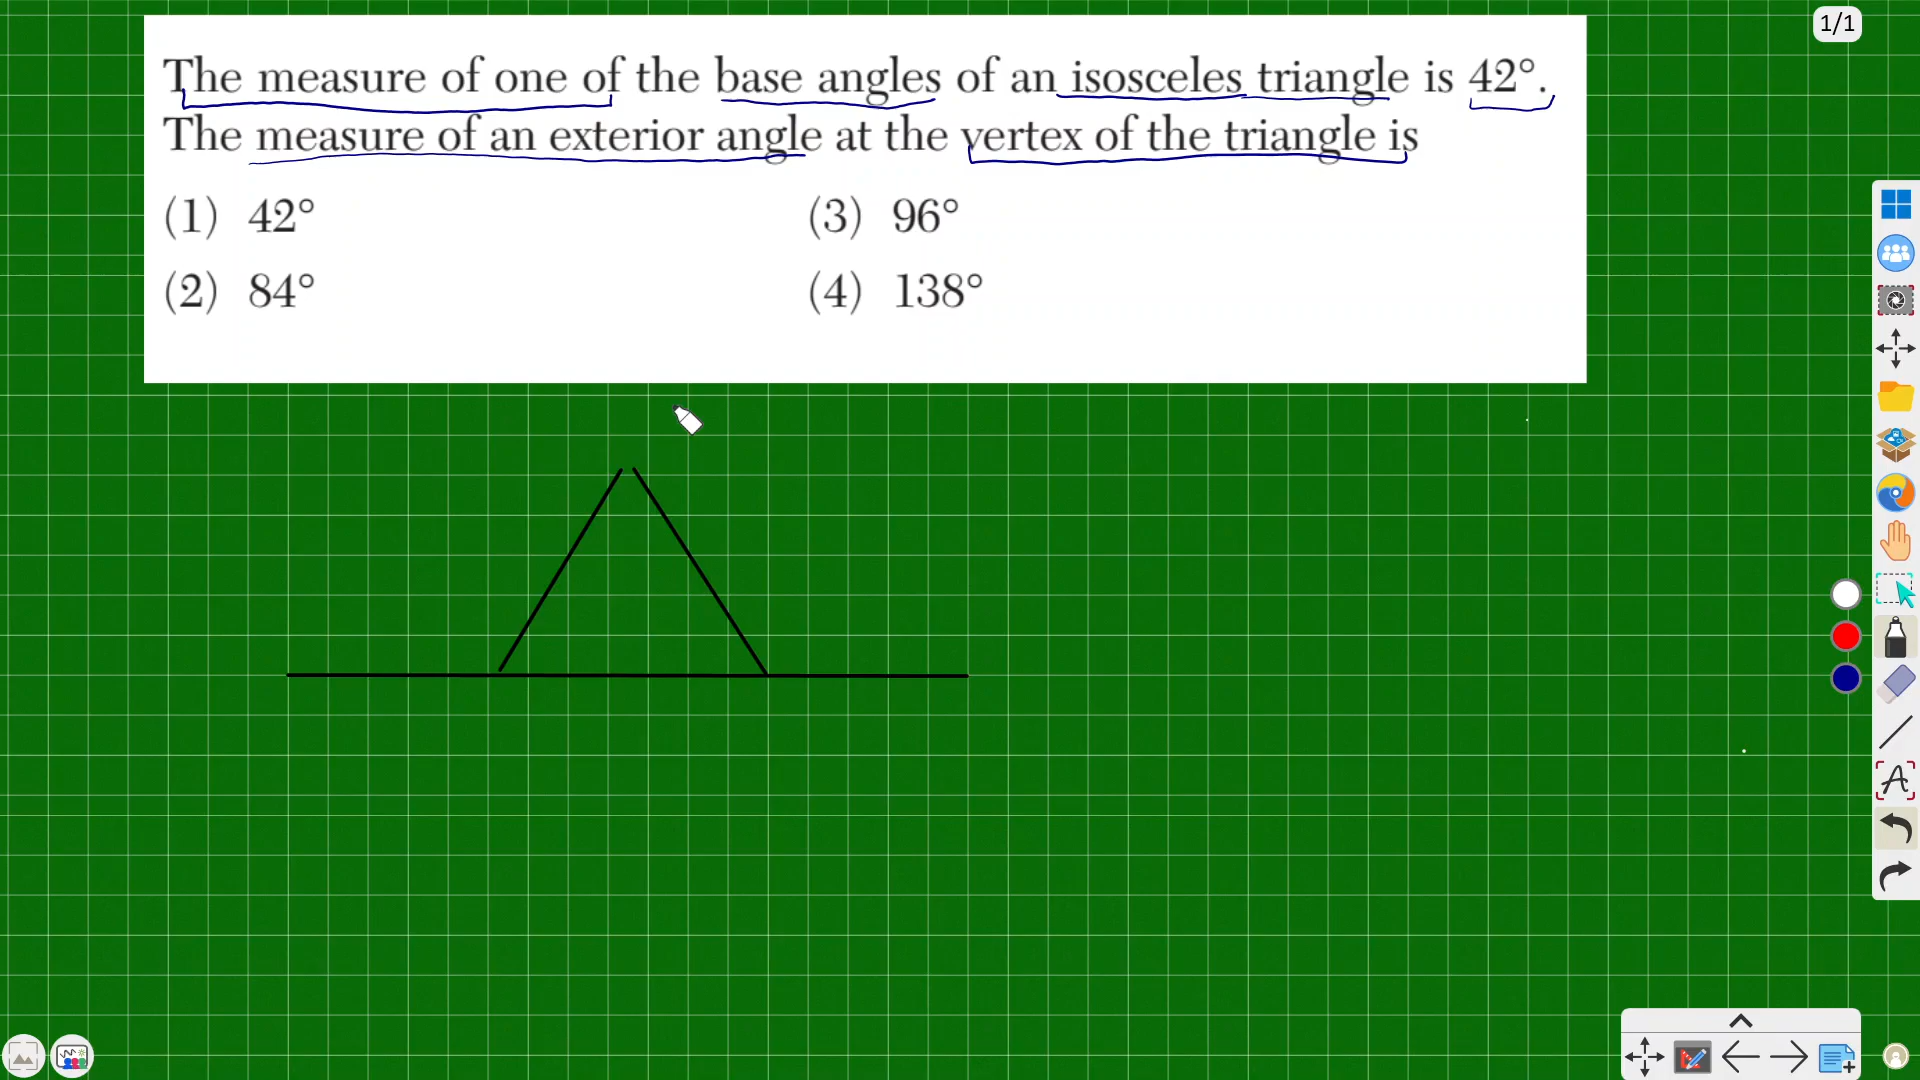 1/1
The measure of one of the base angles of an isosceles triangle is 42°.
The measure of an exterior angle at the vertex of the triangle is
(1) 42° (3) 96°
(2) 84° (4) 138°